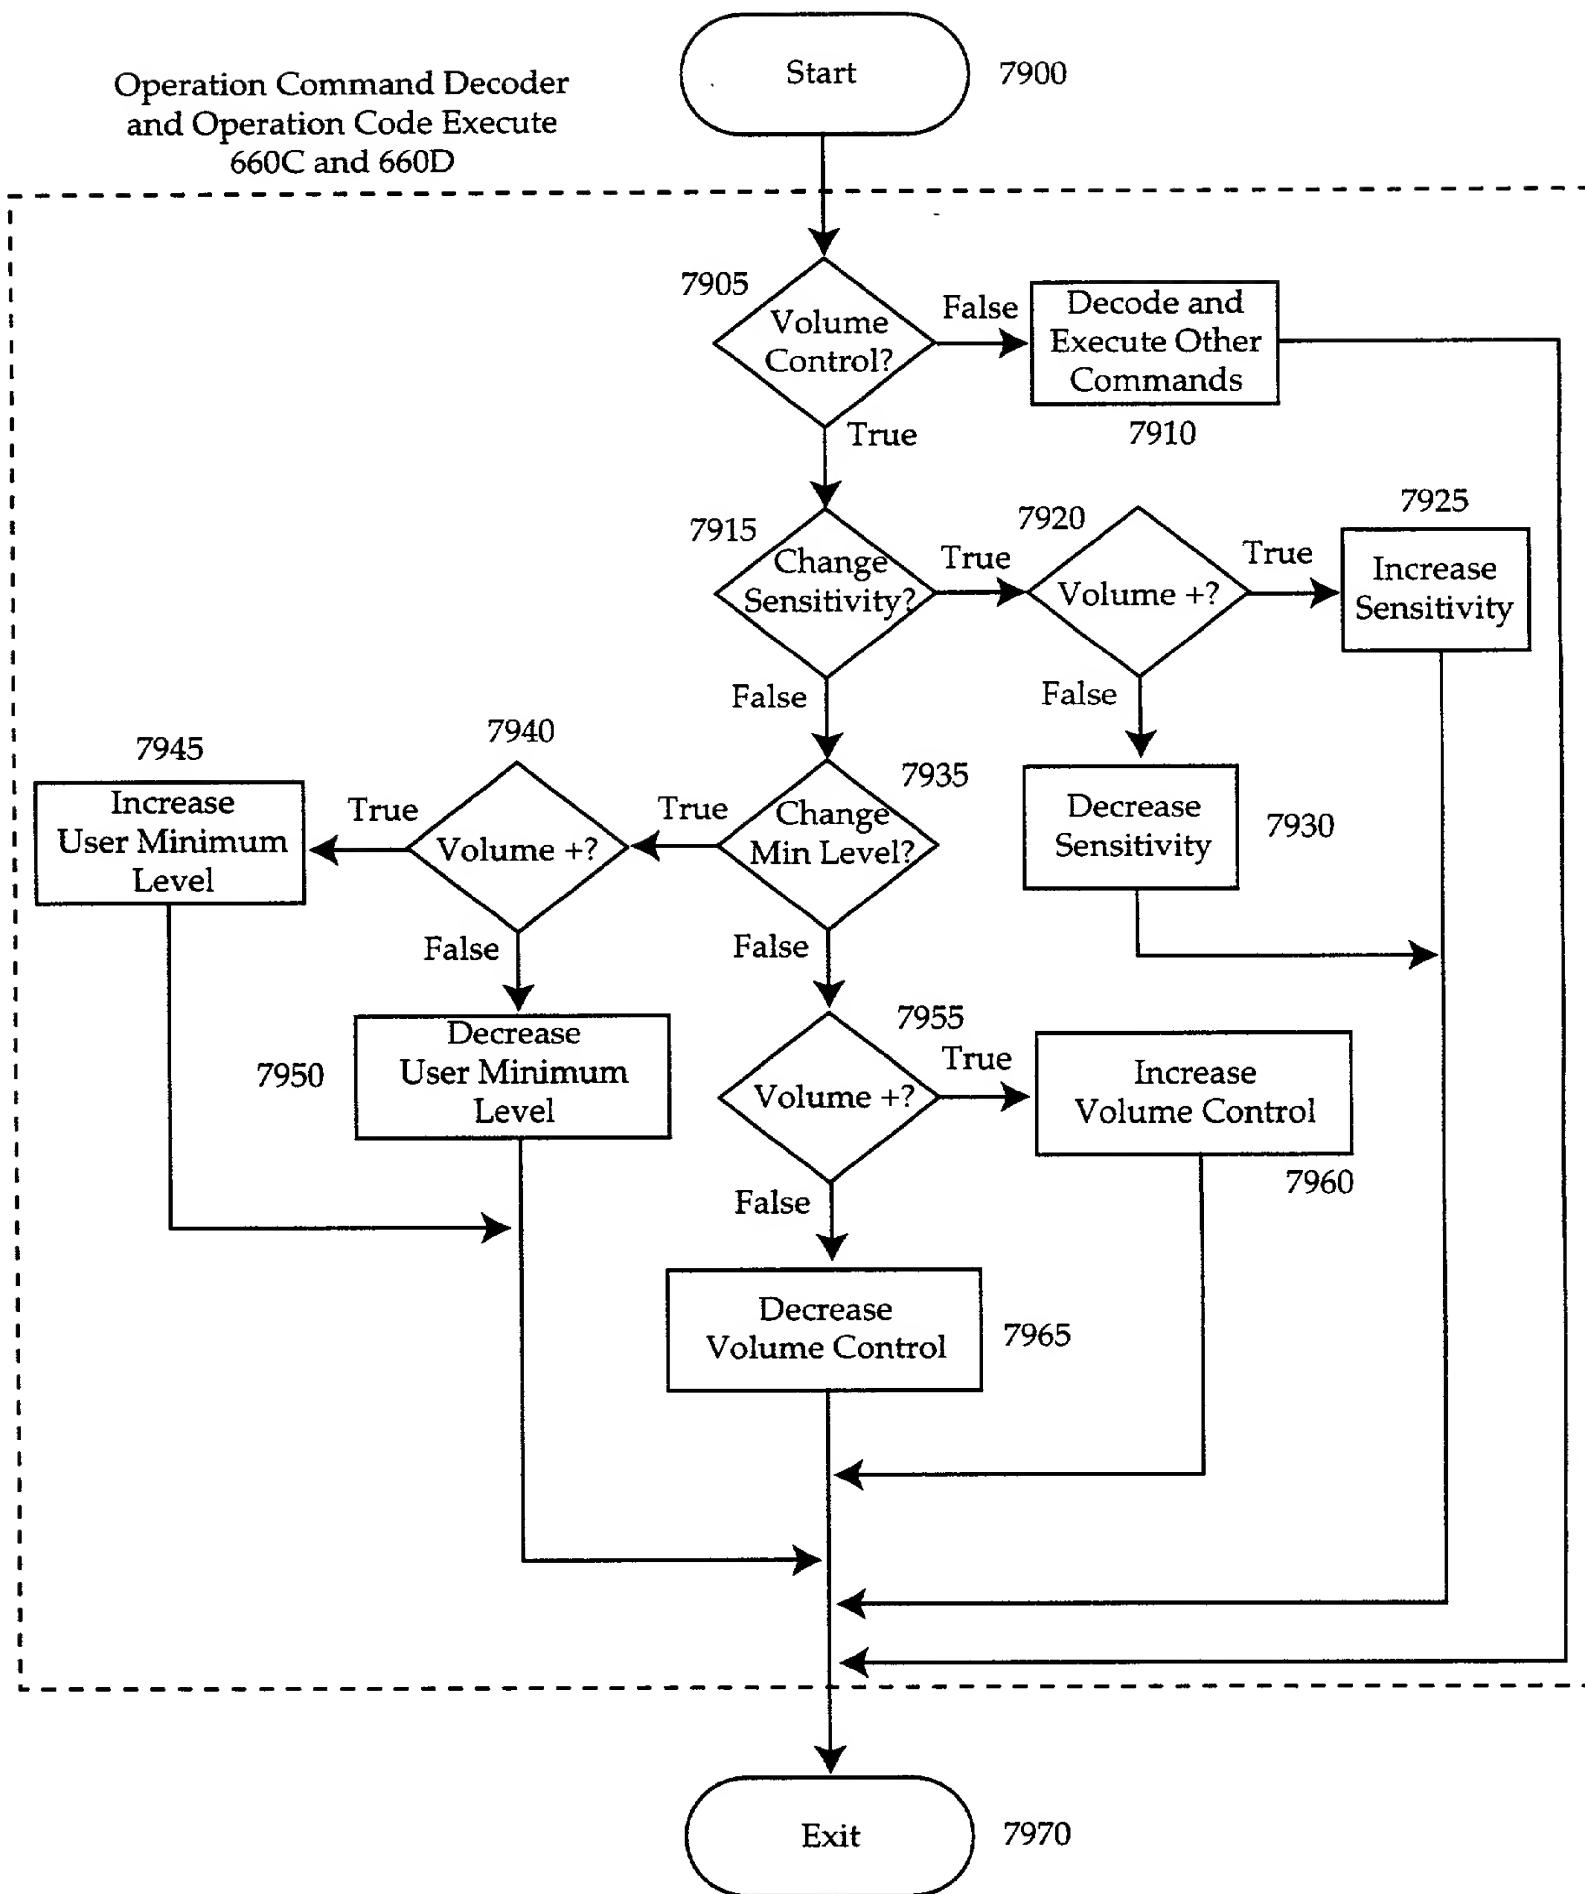 Start
7900
Operation Command Decoder
and Operation Code Execute
660C and 660D
7905
Volume
Control?
False
Decode and
Execute Other
Commands
7910
True
7915
Change
Sensitivity?
True
7920
Volume +?
True
7925
Increase
Sensitivity
False
False
Decrease
Sensitivity
7930
7935
Change
Min Level?
True
7940
Volume +?
True
7945
Increase
User Minimum
Level
False
Decrease
User Minimum
Level
7950
False
7955
Volume +?
True
Increase
Volume Control
7960
False
Decrease
Volume Control
7965
Exit
7970